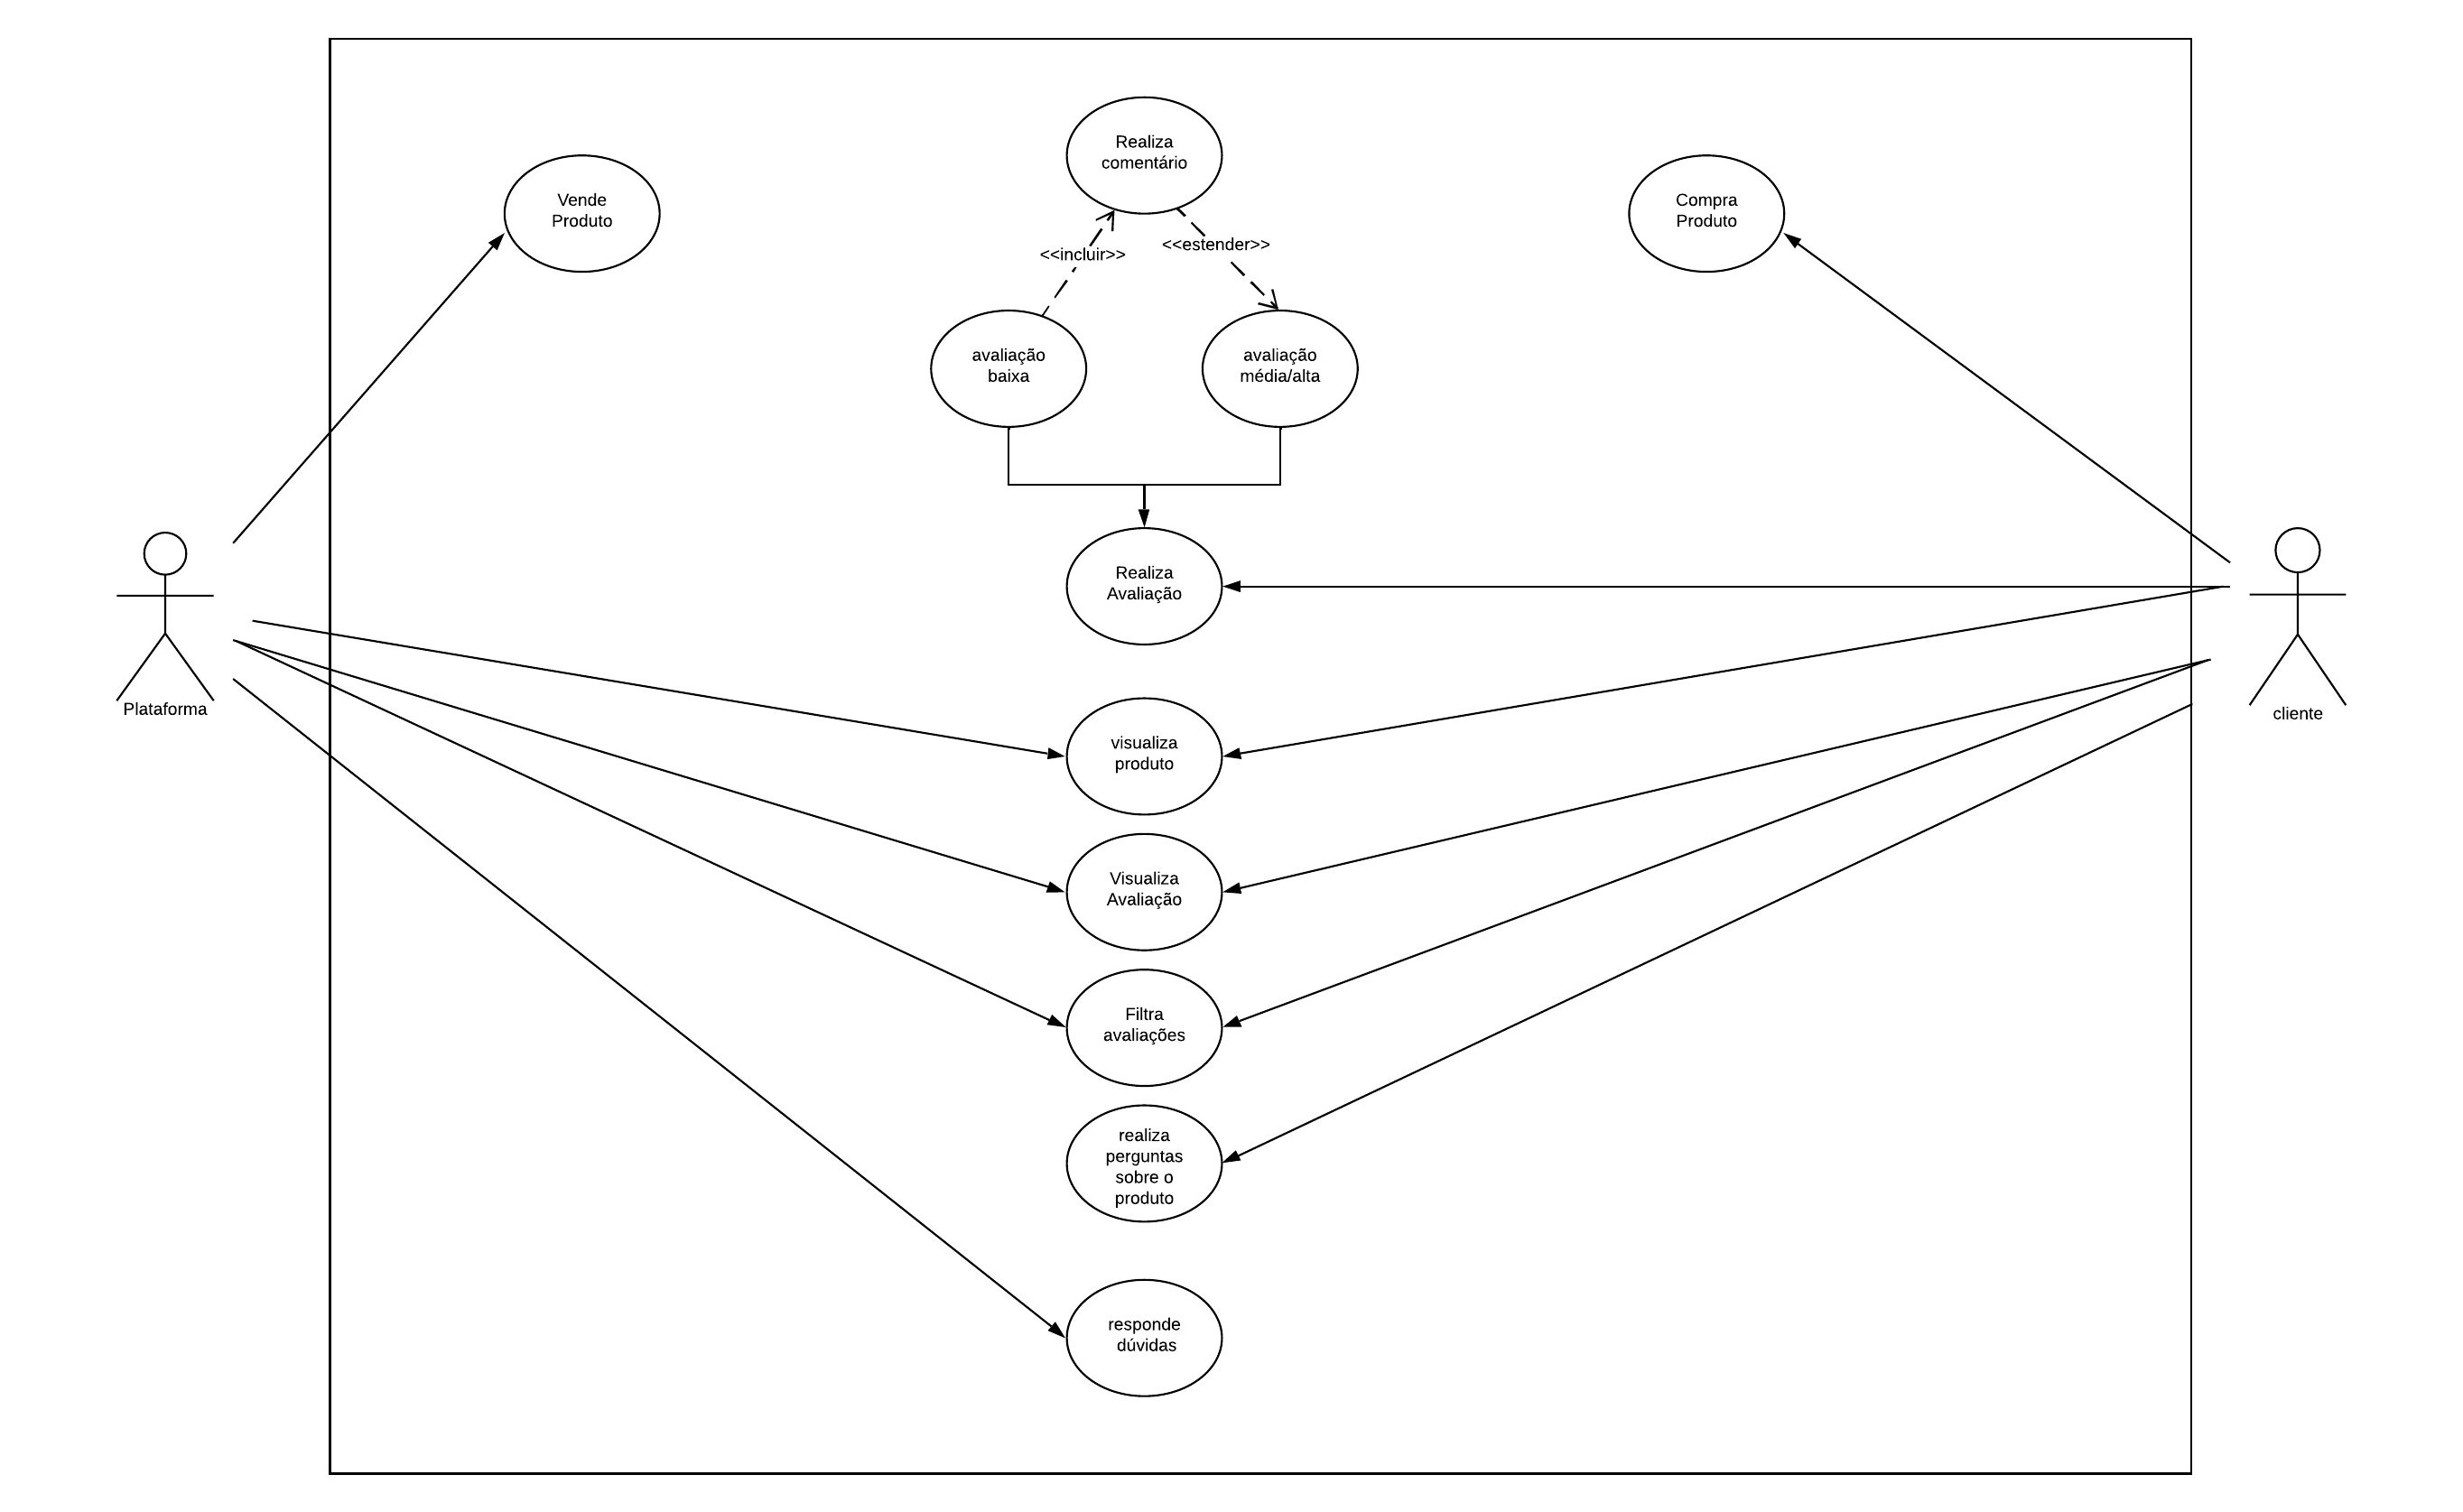 Realiza
comentário
Vende
Produto
Compra
Produto
<<incluir>>
<<estender>>
avaliação
baixa
avaliação
média/alta
Realiza
Avaliação
Plataforma
cliente
visualiza
produto
Visualiza
Avaliação
Filtra
avaliações
realiza
perguntas
sobre o
produto
responde
dúvidas